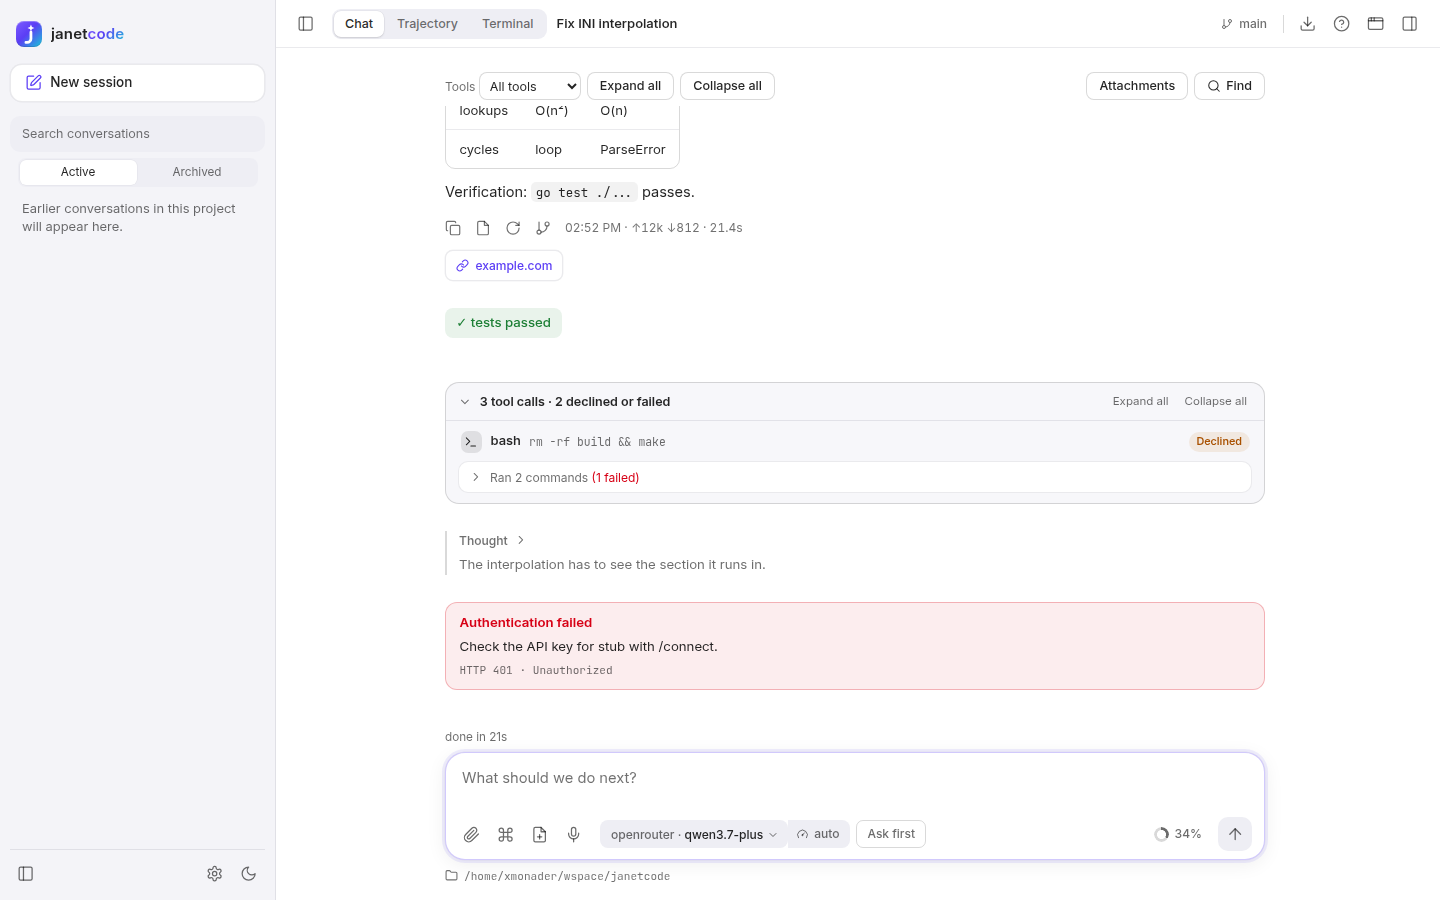 janetcode
New session
Search conversations
Active
Archived
Earlier conversations in this project
will appear here.
Chat
Trajectory
Terminal
Fix INI interpolation
main
Tools
All tools
Expand all
Collapse all
Attachments
Find
lookups O(n²) O(n)
cycles loop ParseError
Verification: go test ./... passes.
02:52 PM · ↑12k ↓812 · 21.4s
example.com
✓ tests passed
3 tool calls · 2 declined or failed
Expand all
Collapse all
bash rm -rf build && make
Declined
Ran 2 commands (1 failed)
Thought
The interpolation has to see the section it runs in.
Authentication failed
Check the API key for stub with /connect.
HTTP 401 · Unauthorized
done in 21s
What should we do next?
openrouter · qwen3.7-plus
auto
Ask first
34%
/home/xmonader/wspace/janetcode